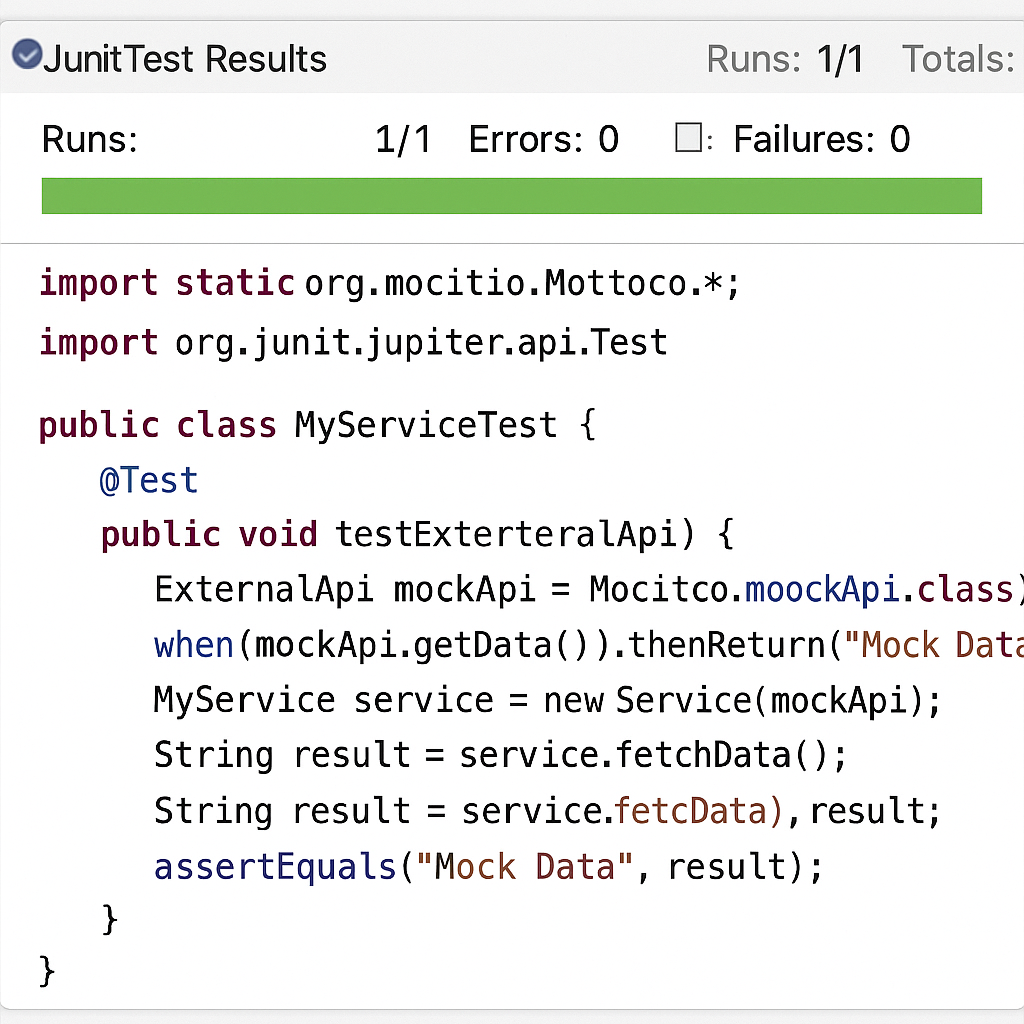 JunitTest Results Runs: 1/1 Totals:
Runs: 1/1 Errors: 0 : Failures: 0
import static org.mocitio.Mottoco.*;
import org.junit.jupiter.api.Test
public class MyServiceTest {
@Test
public void testExterteralApi) {
ExternalApi mockApi = Mocitco.moockApi.class)
when(mockApi.getData()).thenReturn("Mock Data
MyService service = new Service(mockApi);
String result = service.fetchData();
String result = service.fetcData), result;
assertEquals("Mock Data", result);
}
}